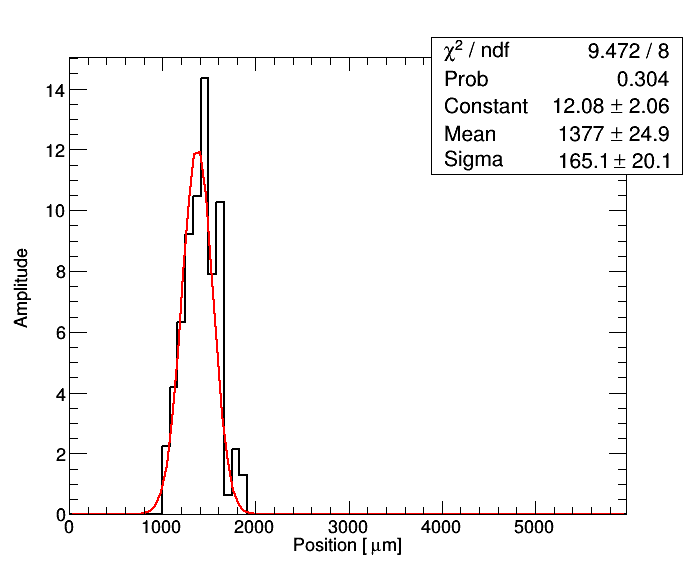 χ² / ndf 9.472 / 8
Prob 0.304
Constant 12.08 ± 2.06
Mean 1377 ± 24.9
Sigma 165.1 ± 20.1
14
12
10
8
6
4
2
0
Amplitude
0 1000 2000 3000 4000 5000
Position [ μm]